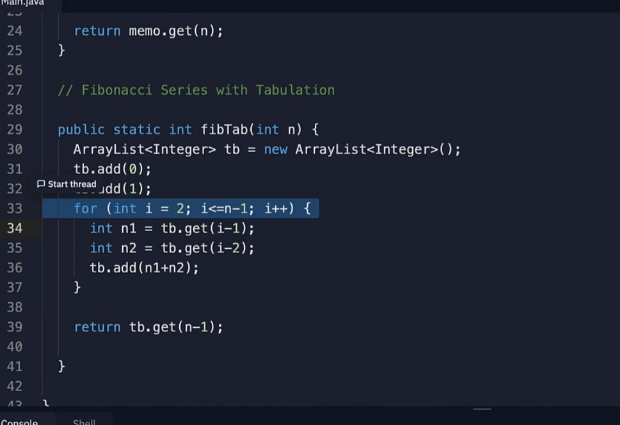 Main.java
24 return memo.get(n);
25 }
26
27 // Fibonacci Series with Tabulation
28
29 public static int fibTab(int n) {
30 ArrayList<Integer> tb = new ArrayList<Integer>();
31 tb.add(0);
Start thread
32 add(1);
33 for (int i = 2; i<=n-1; i++) {
34 int n1 = tb.get(i-1);
35 int n2 = tb.get(i-2);
36 tb.add(n1+n2);
37 }
38
39 return tb.get(n-1);
40
41 }
42
43 }
Console Shell